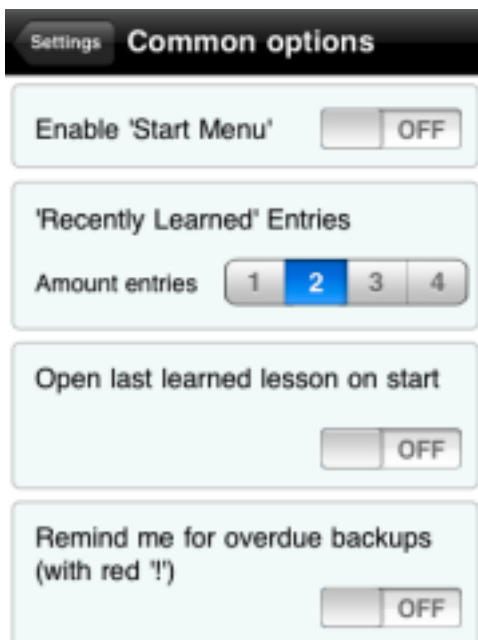 Settings Common options
Enable 'Start Menu' OFF
'Recently Learned' Entries
Amount entries 1 2 3 4
Open last learned lesson on start
OFF
Remind me for overdue backups
(with red '!')
OFF